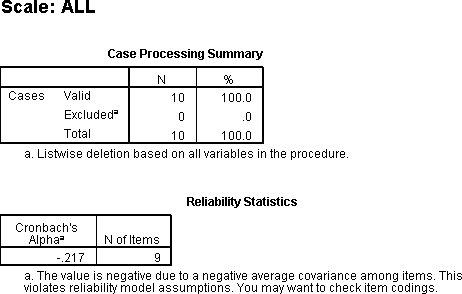 Scale: ALL
Case Processing Summary
N %
Cases Valid 10 100.0
Excludedª 0 .0
Total 10 100.0
a. Listwise deletion based on all variables in the procedure.
Reliability Statistics
Cronbach's
Alphaª N of Items
-.217 9
a. The value is negative due to a negative average covariance among items. This
violates reliability model assumptions. You may want to check item codings.